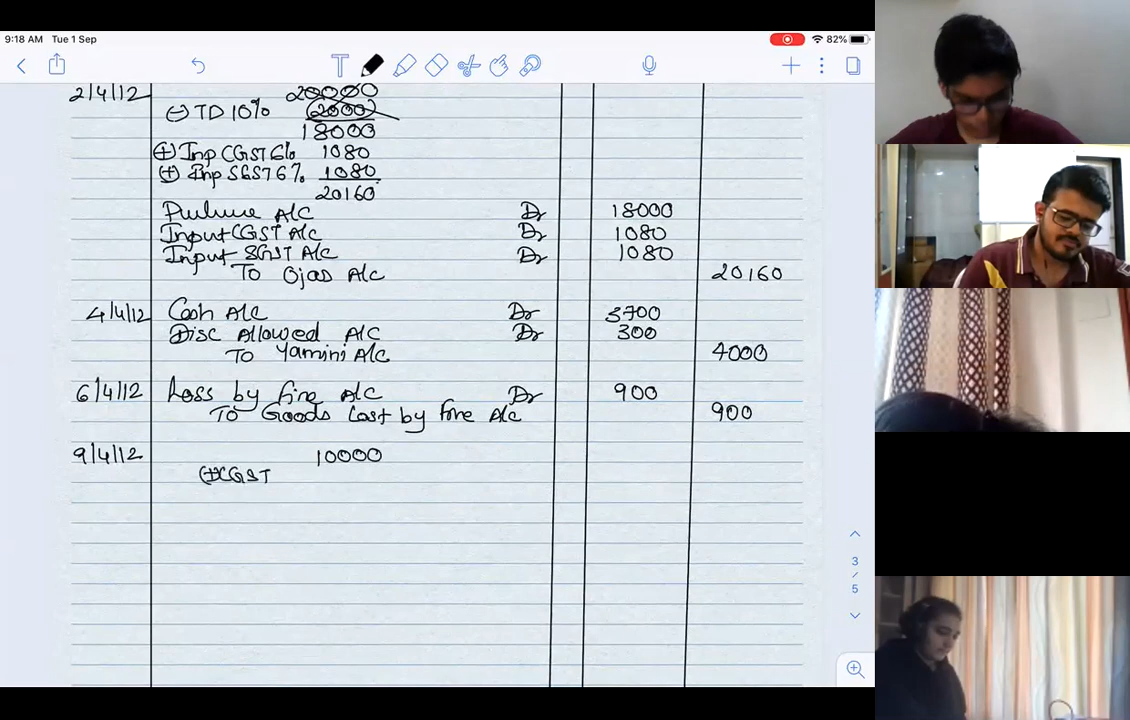 9:18 AM Tue 1 Sep
82%
T
2/4/12 20000
(-) TD 10% (2000)
18000
(+) Inp CGST 6% 1080
(+) Inp SGST 6% 1080
20160
Purchase A/C Dr 18000
Input CGST A/C Dr 1080
Input SGST A/C Dr 1080
To Ojas A/C 20160
4/4/12 Cash A/C Dr 3700
Disc Allowed A/C Dr 300
To Yamini A/C 4000
6/4/12 Loss by fire A/C Dr 900
To Goods Lost by fire A/C 900
9/4/12 10000
(+) CGST
3
/
5